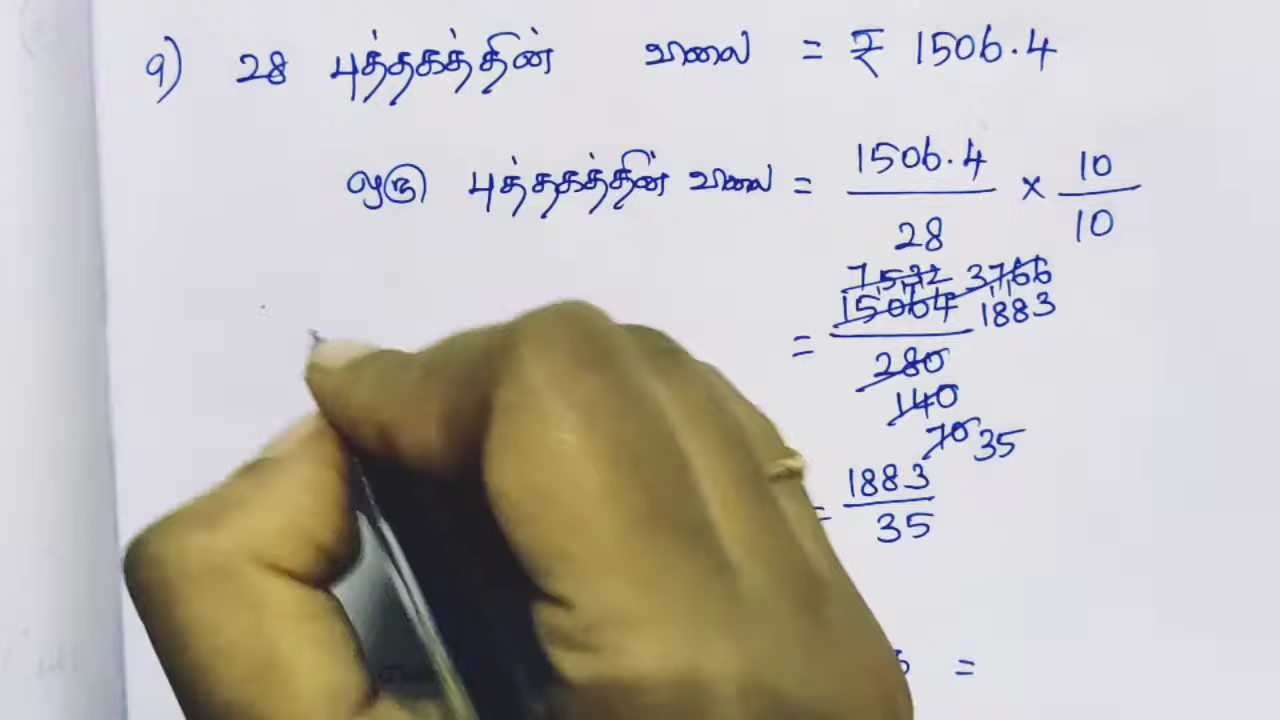 9) 28 புத்தகத்தின் விலை = ₹ 1506.4
ஒரு புத்தகத்தின் விலை = 1506.4 / 28 × 10 / 10
7532 3766
= 15064 / 280 1883
140
70 35
= 1883 / 35
=